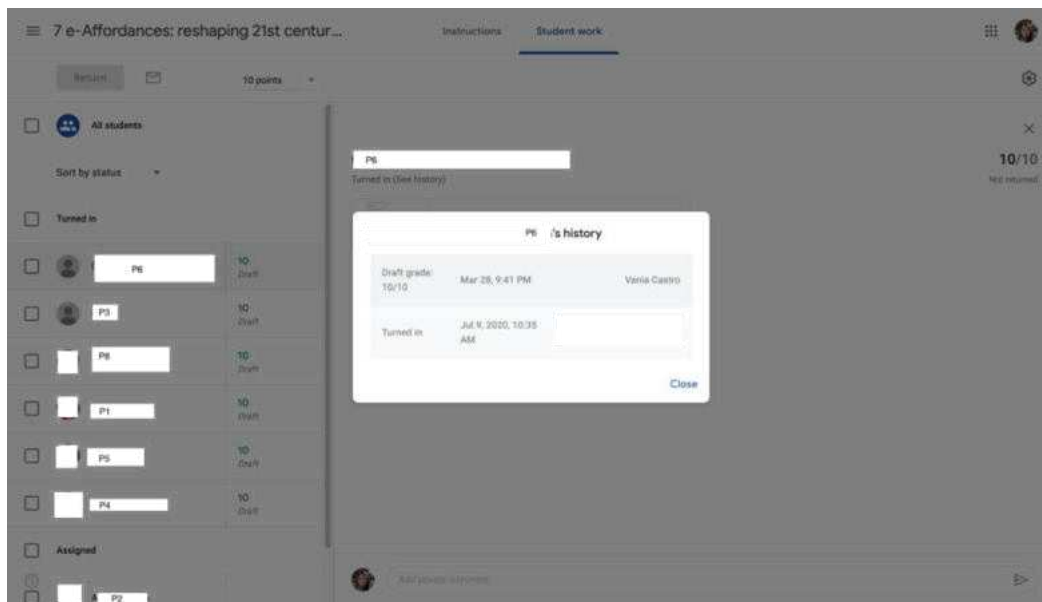 7 e-Affordances: reshaping 21st centur...
Instructions
Student work
Return
10 points
All students
Sort by status
Turned in
P6
10
Draft
P3
10
Draft
P8
10
Draft
P1
10
Draft
P5
10
Draft
P4
10
Draft
Assigned
P2
P6
Turned in (See history)
10/10
Not returned
P6 's history
Draft grade:
10/10
Mar 28, 9:41 PM
Vania Castro
Turned in
Jul 9, 2020, 10:35
AM
Close
Add private comment...